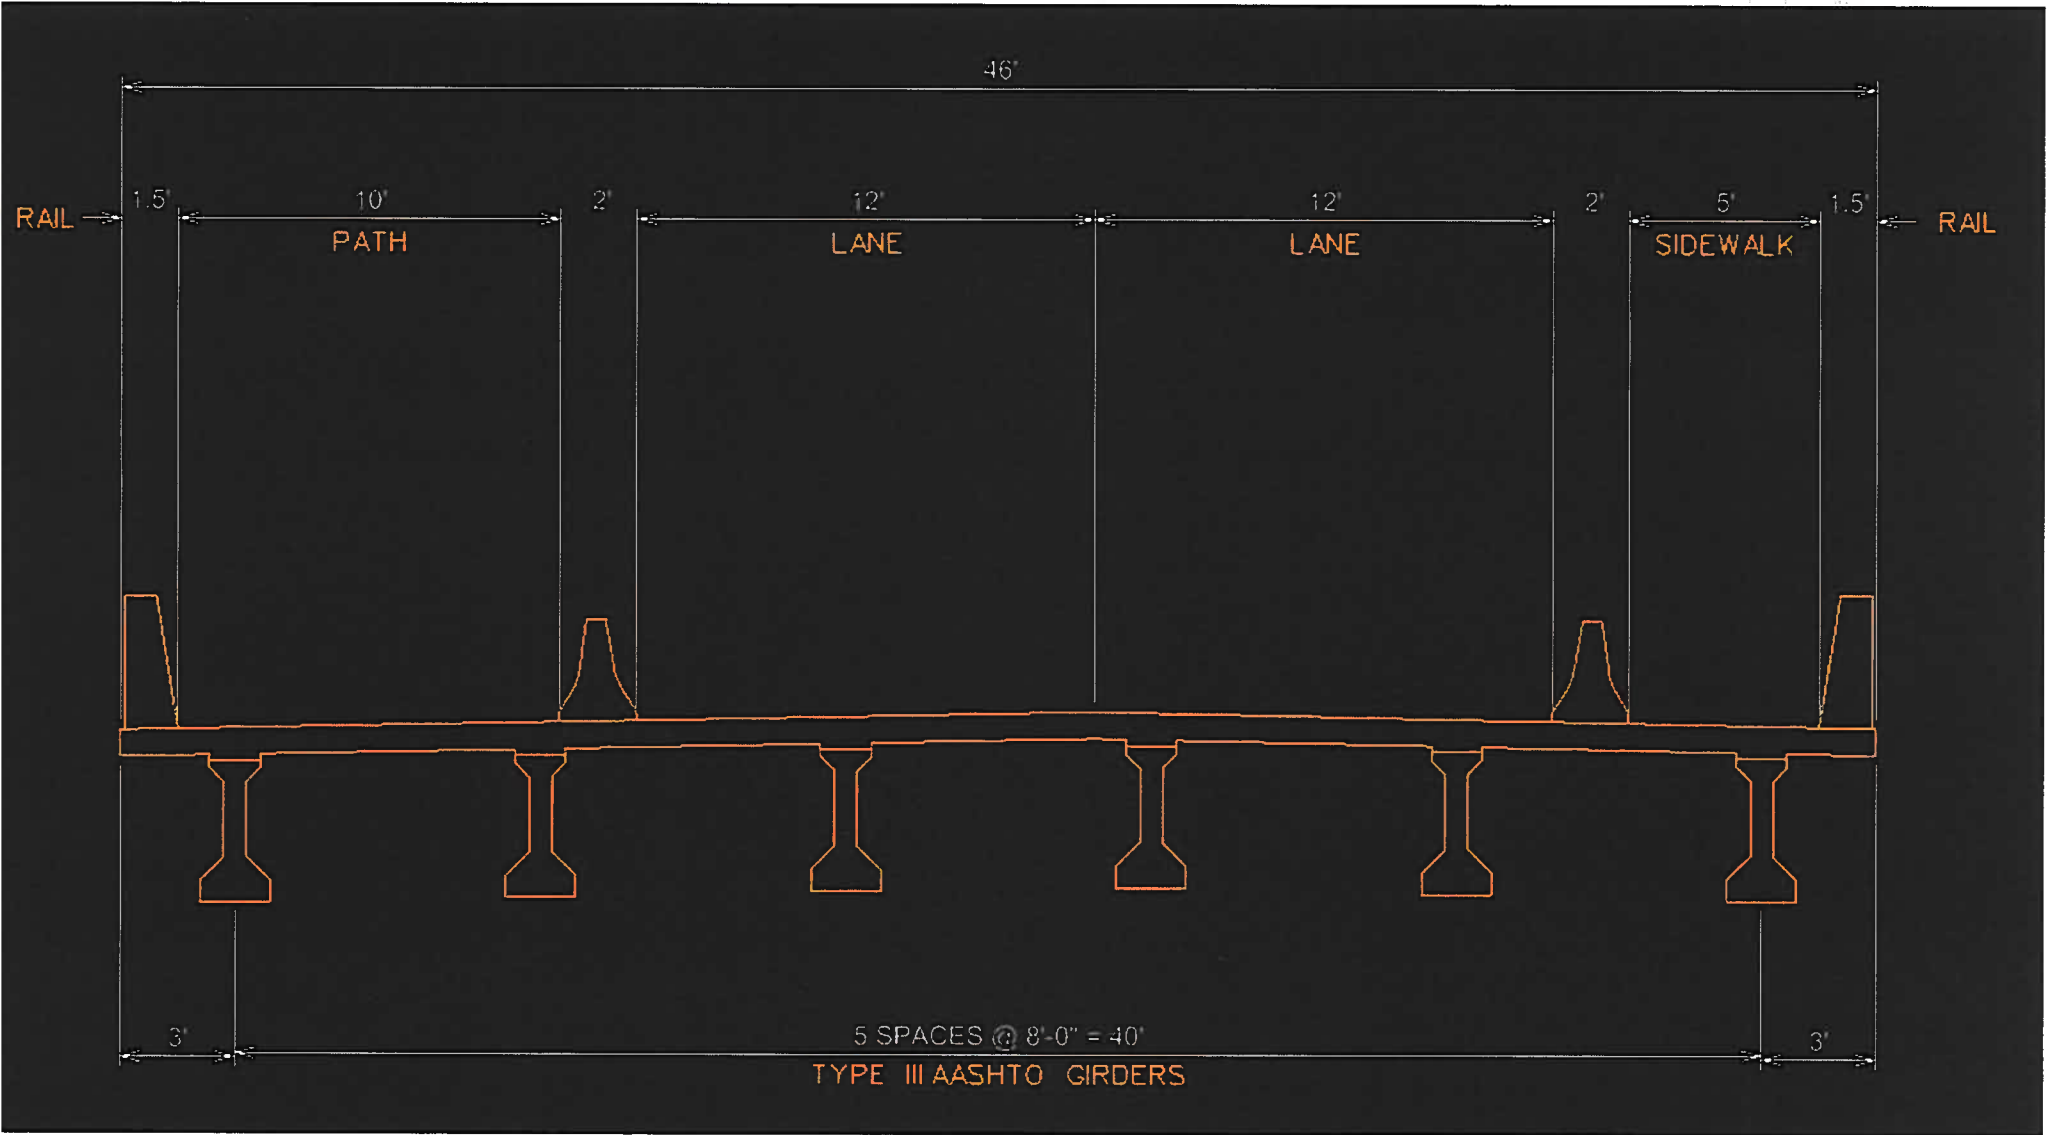 46'
1.5' 10' 2' 12' 12' 2' 5' 1.5'
RAIL PATH LANE LANE SIDEWALK RAIL
3' 5 SPACES @ 8'-0" = 40' 3'
TYPE III AASHTO GIRDERS